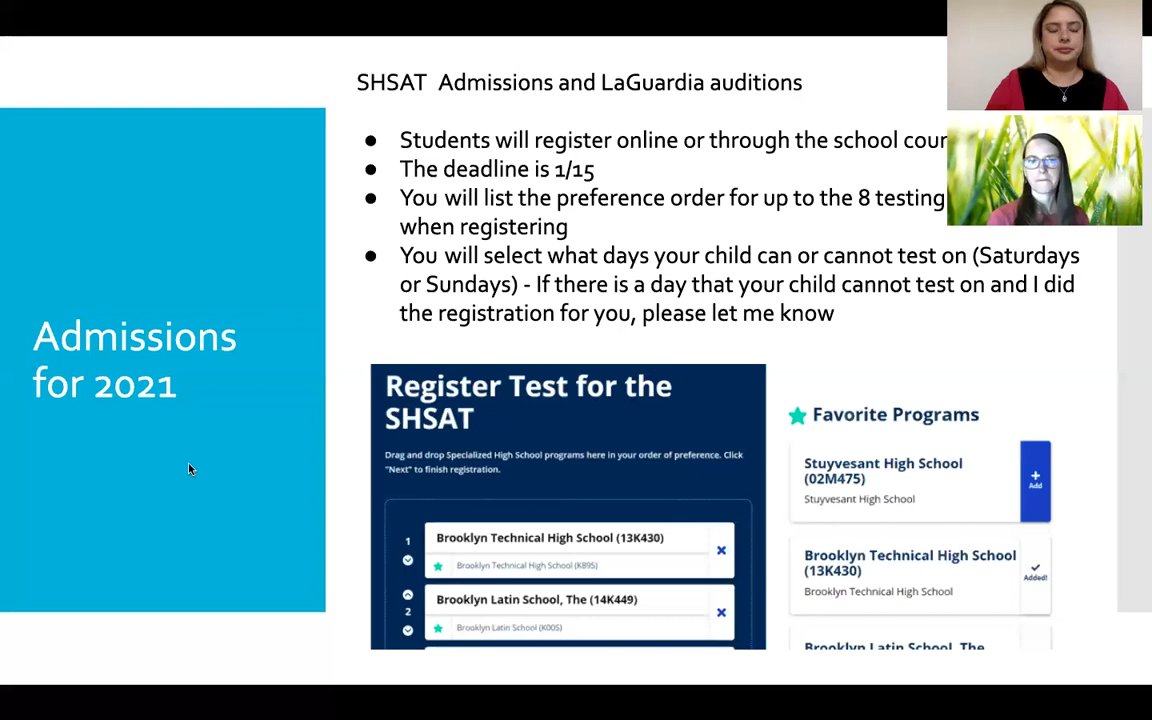 SHSAT Admissions and LaGuardia auditions
● Students will register online or through the school
● The deadline is 1/15
● You will list the preference order for up to the 8 testing
when registering
● You will select what days your child can or cannot test on (Saturdays
or Sundays) - If there is a day that your child cannot test on and I did
the registration for you, please let me know
Admissions
for 2021
Register Test for the
SHSAT
Drag and drop Specialized High School programs here in your order of preference. Click
"Next" to finish registration.
1
Brooklyn Technical High School (13K430)
Brooklyn Technical High School (K895)
2
Brooklyn Latin School, The (14K449)
Brooklyn Latin School (K005)
Favorite Programs
Stuyvesant High School
(02M475)
Stuyvesant High School
+
Add
Brooklyn Technical High School
(13K430)
Brooklyn Technical High School
Added!
Brooklyn Latin School, The